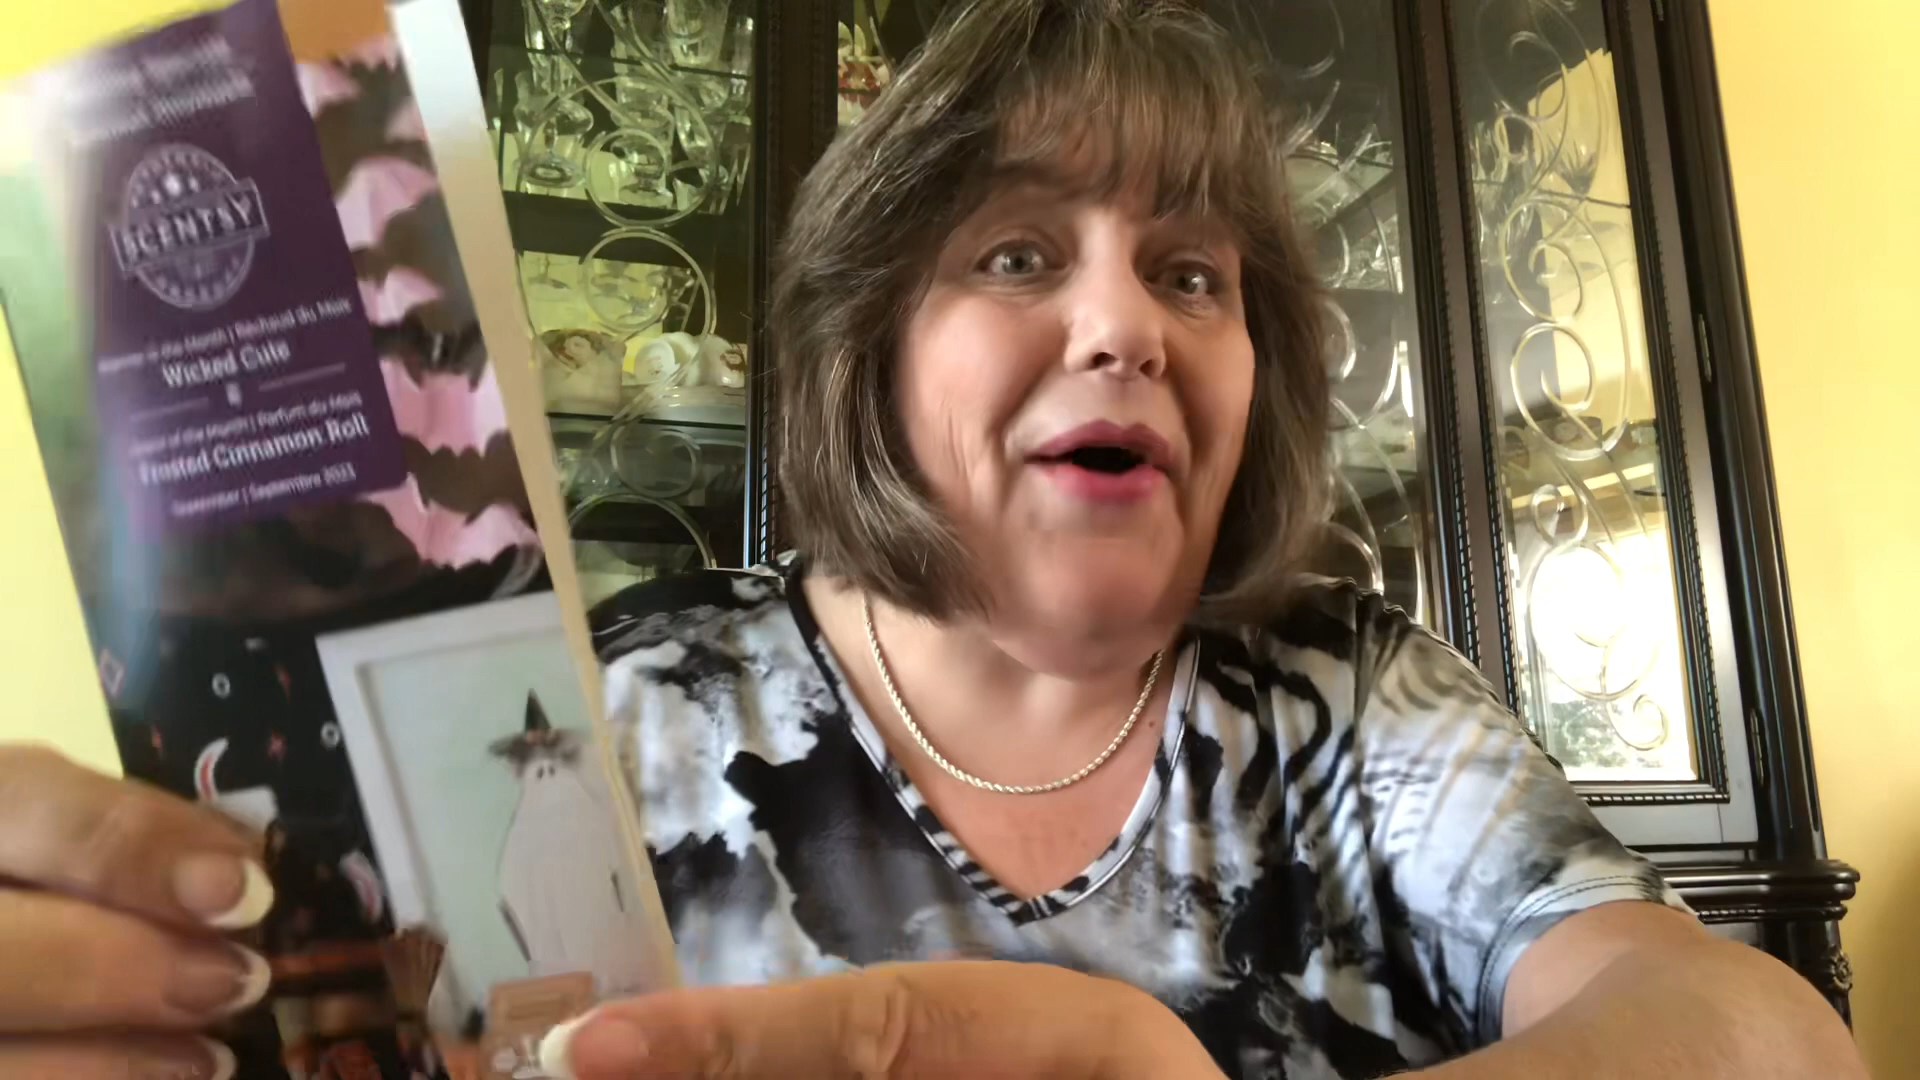 SCENTSY
Warmer of the Month | Réchaud du Mois
Wicked Cute
&
Scent of the Month | Parfum du Mois
Frosted Cinnamon Roll
September | Septembre 2021